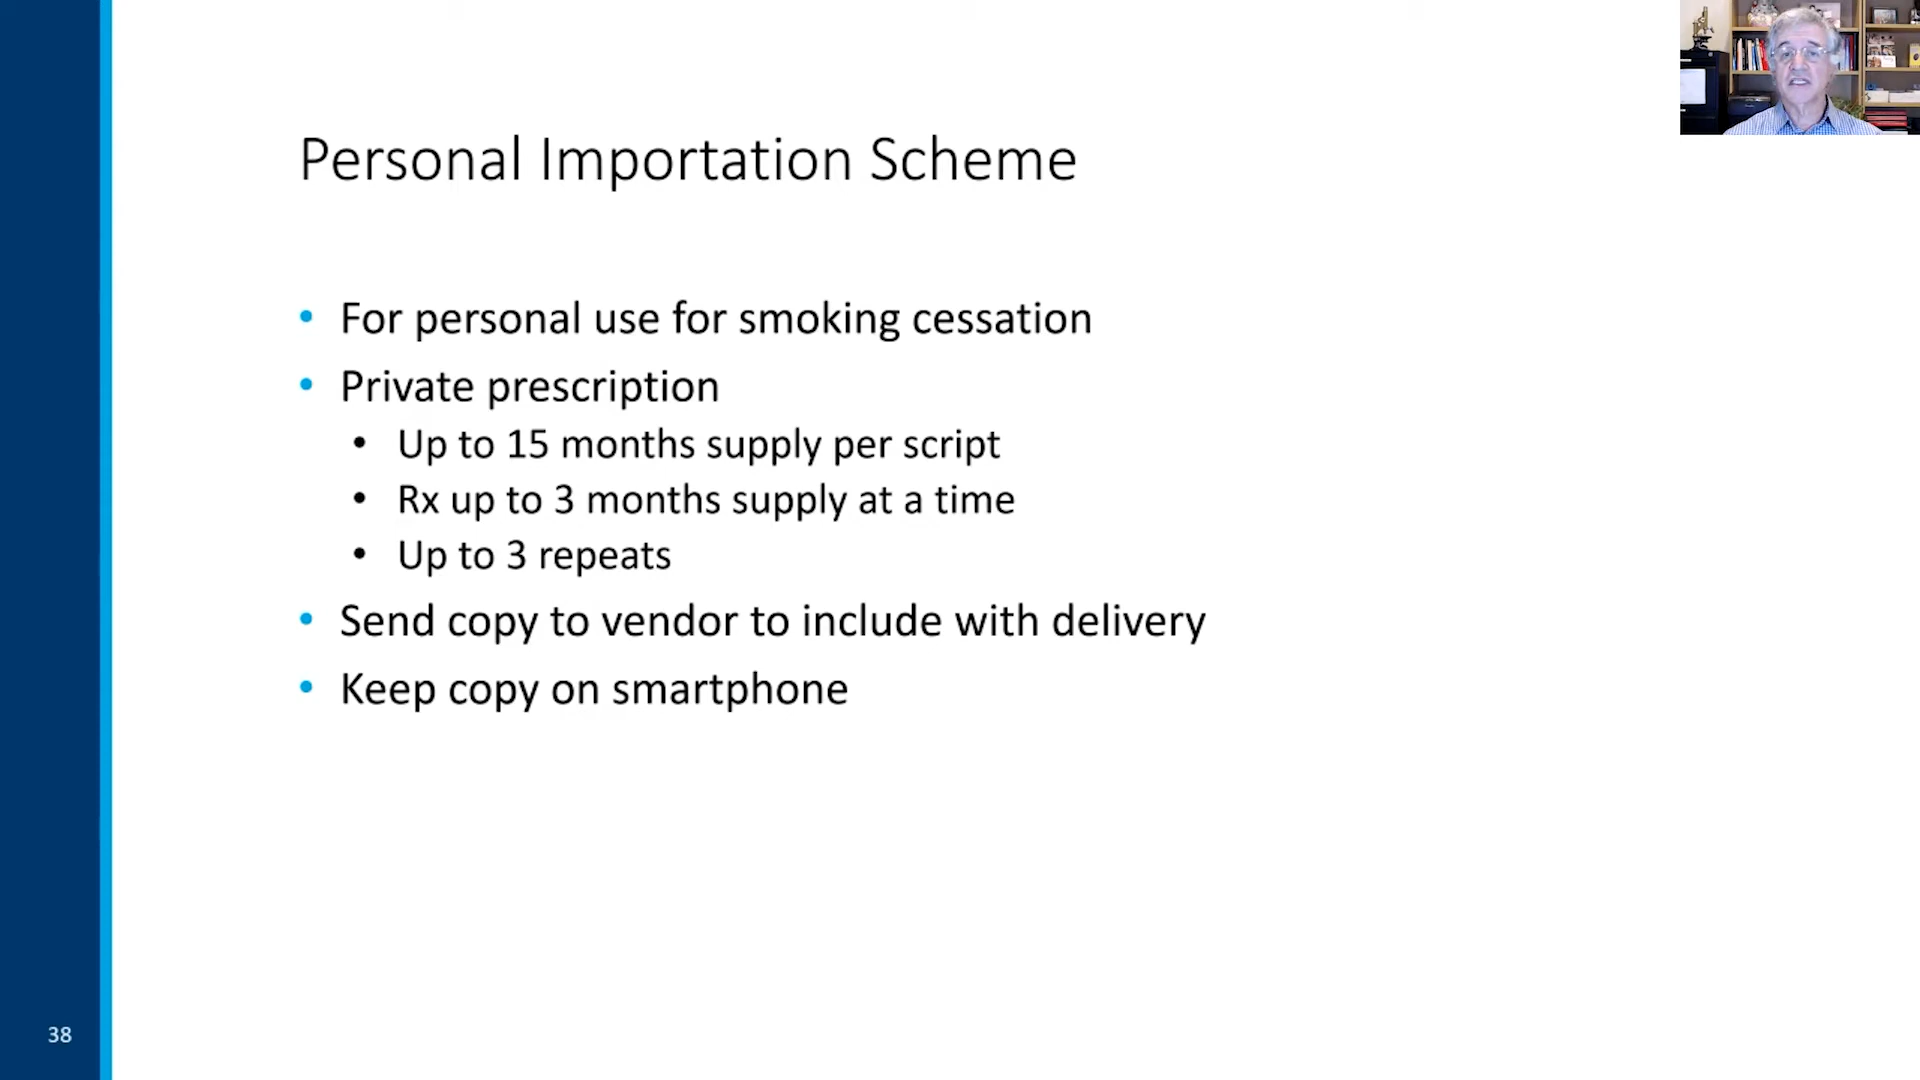 Personal Importation Scheme
• For personal use for smoking cessation
• Private prescription
• Up to 15 months supply per script
• Rx up to 3 months supply at a time
• Up to 3 repeats
• Send copy to vendor to include with delivery
• Keep copy on smartphone
38